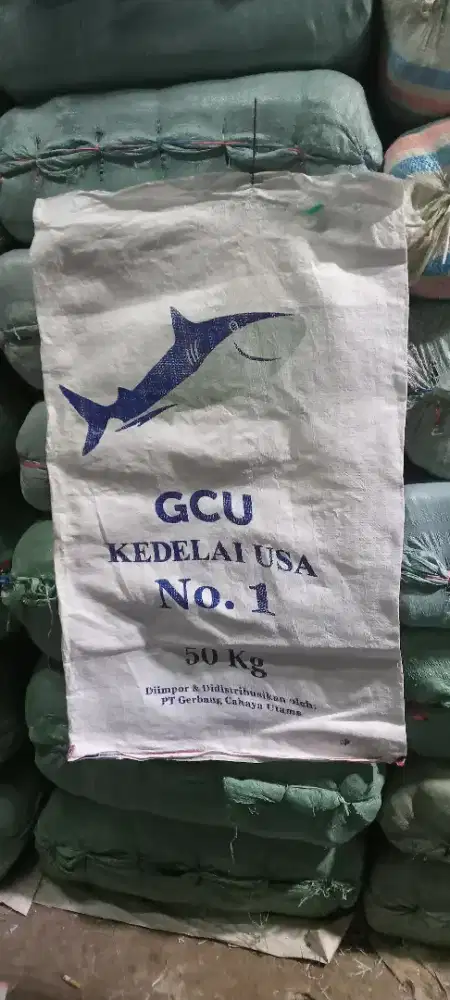 GCU
KEDELAI USA
No. 1
50 Kg
Diimpor & Didistribusikan oleh:
PT Gerbang Cahaya Utama